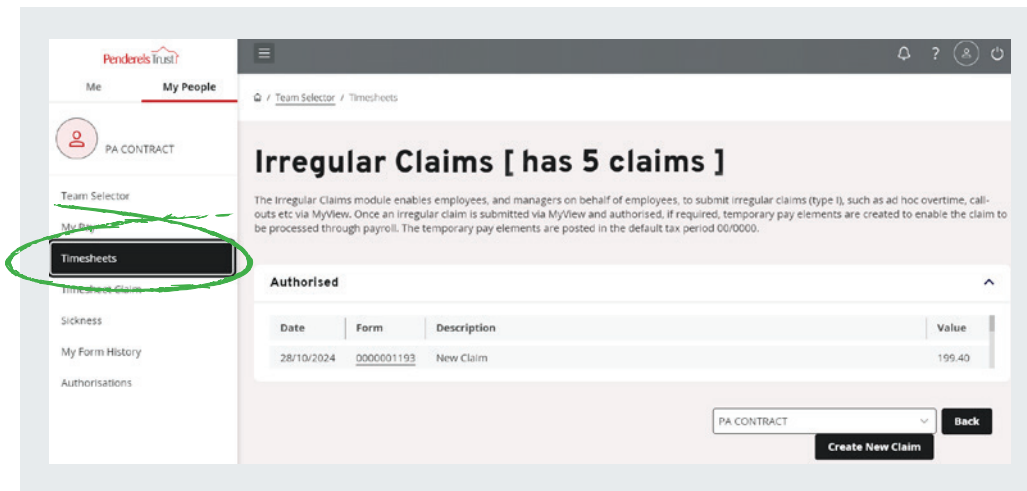 Penderels Trust
Me
My People
PA CONTRACT
Team Selector
My Pay
Timesheets
Timesheet Claim
Sickness
My Form History
Authorisations
?
/ Team Selector / Timesheets
Irregular Claims [ has 5 claims ]
The Irregular Claims module enables employees, and managers on behalf of employees, to submit irregular claims (type I), such as ad hoc overtime, call-
outs etc via MyView. Once an irregular claim is submitted via MyView and authorised, if required, temporary pay elements are created to enable the claim to
be processed through payroll. The temporary pay elements are posted in the default tax period 00/0000.
Authorised
Date Form Description Value
28/10/2024 0000001193 New Claim 199.40
PA CONTRACT
Back
Create New Claim